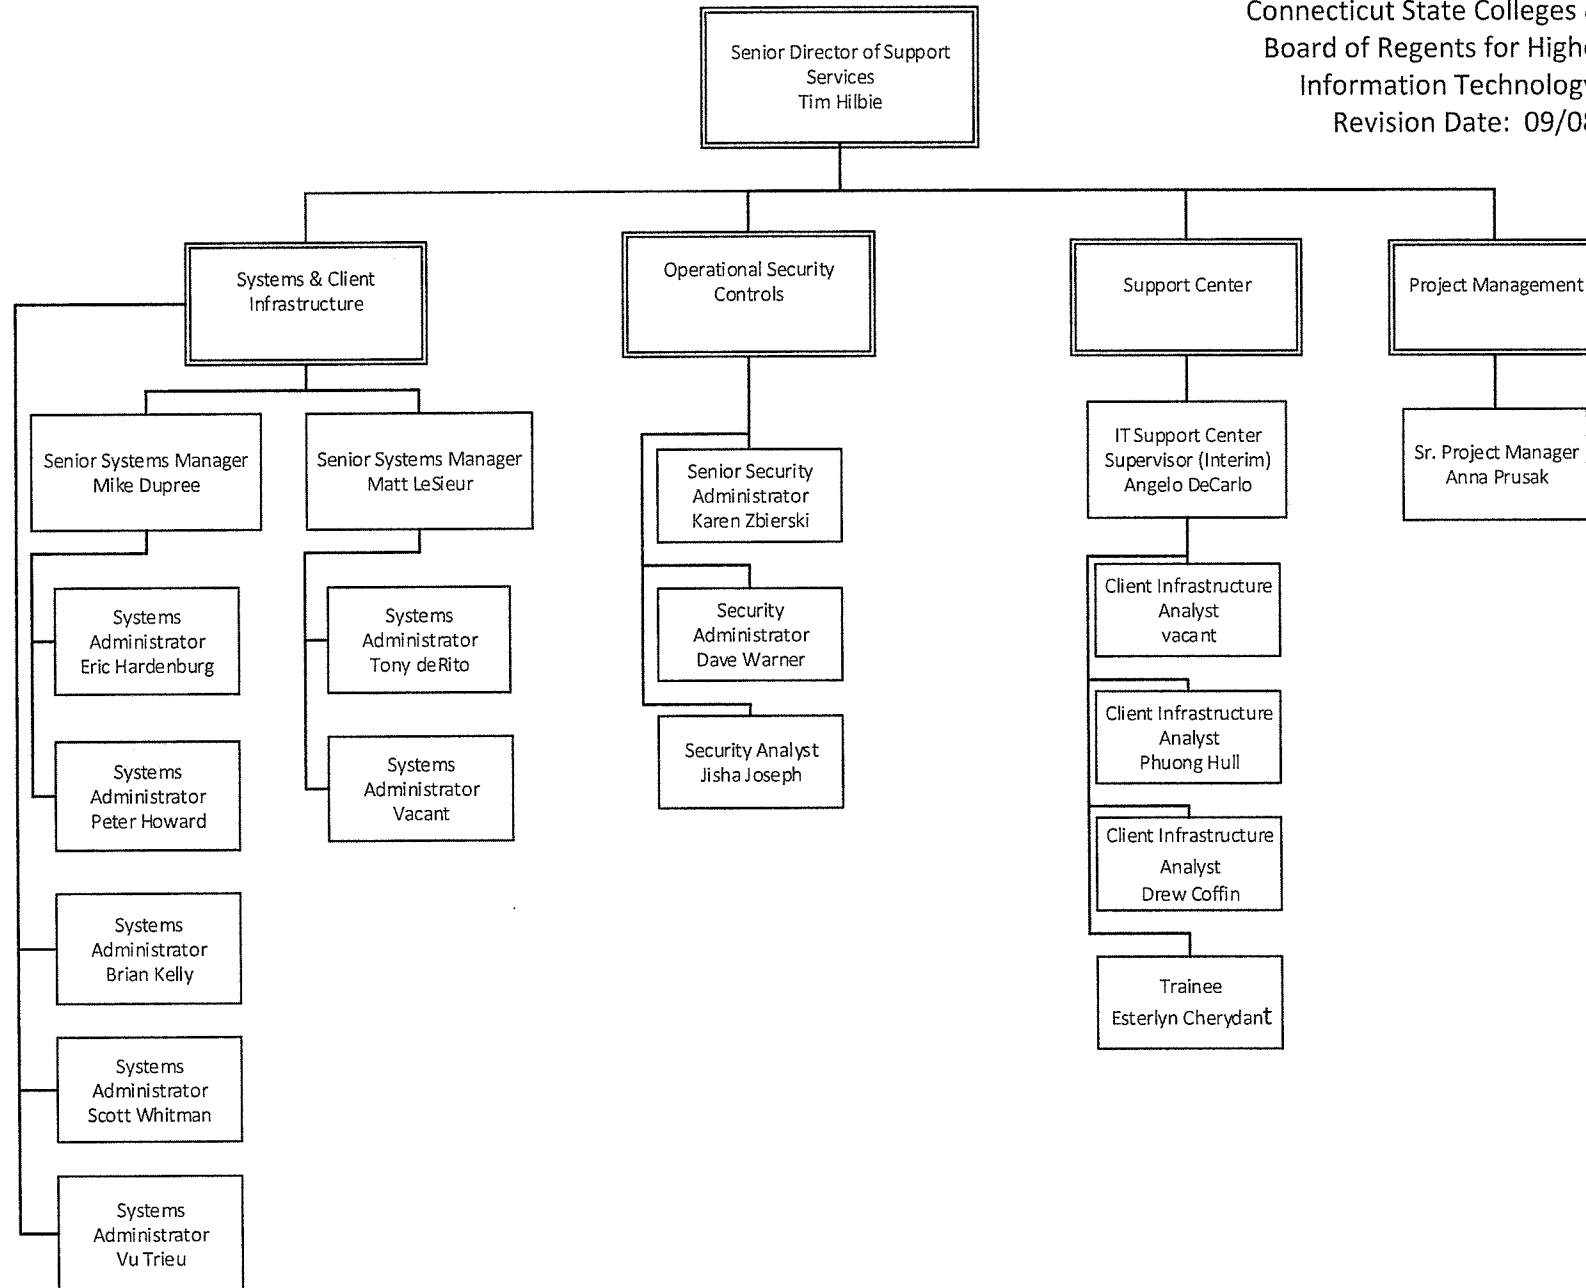 Connecticut State Colleges
Board of Regents for
Information Technology
Revision Date:
Senior Director of Support
Services
Tim Hilbie
Systems & Client
Infrastructure
Operational Security
Controls
Support Center
Project Management
Senior Systems Manager
Mike Dupree
Senior Systems Manager
Matt LeSieur
Senior Security
Administrator
Karen Zbierski
IT Support Center
Supervisor (Interim)
Angelo DeCarlo
Sr. Project Manager
Anna Prusak
Systems
Administrator
Eric Hardenburg
Systems
Administrator
Tony deRito
Security
Administrator
Dave Warner
Client Infrastructure
Analyst
vacant
Systems
Administrator
Peter Howard
Systems
Administrator
Vacant
Security Analyst
Jisha Joseph
Client Infrastructure
Analyst
Phuong Hull
Client Infrastructure
Analyst
Drew Coffin
Systems
Administrator
Brian Kelly
Trainee
Esterlyn Cherydant
Systems
Administrator
Scott Whitman
Systems
Administrator
Vu Trieu